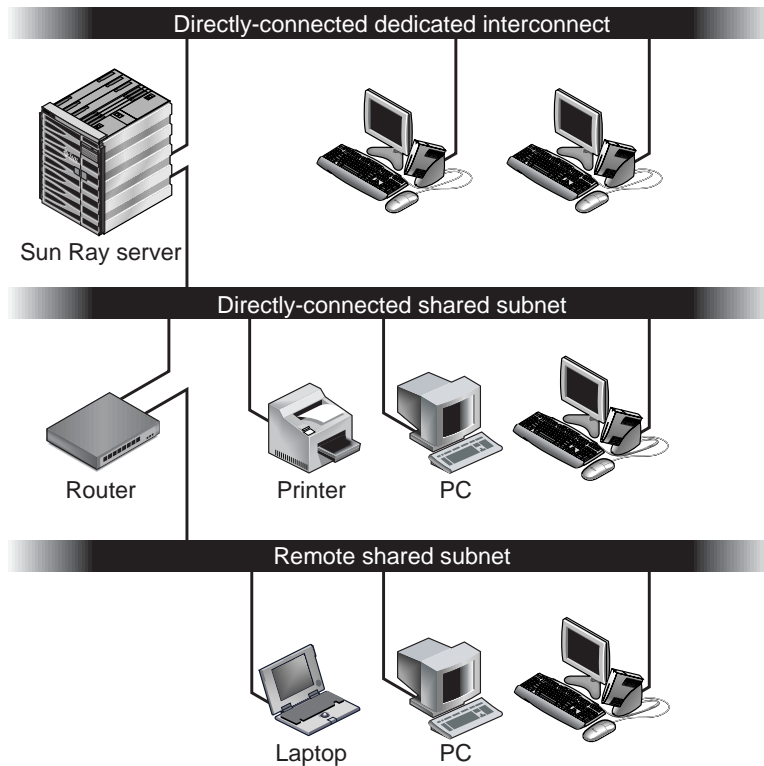 Directly-connected dedicated interconnect
Sun Ray server
Directly-connected shared subnet
Router
Printer
PC
Remote shared subnet
Laptop
PC